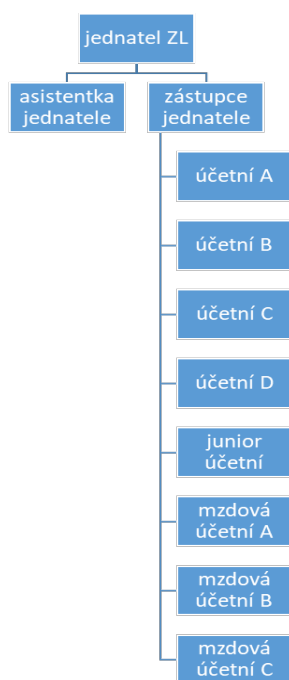 jednatel ZL
asistentka
jednatele
zástupce
jednatele
účetní A
účetní B
účetní C
účetní D
junior
účetní
mzdová
účetní A
mzdová
účetní B
mzdová
účetní C